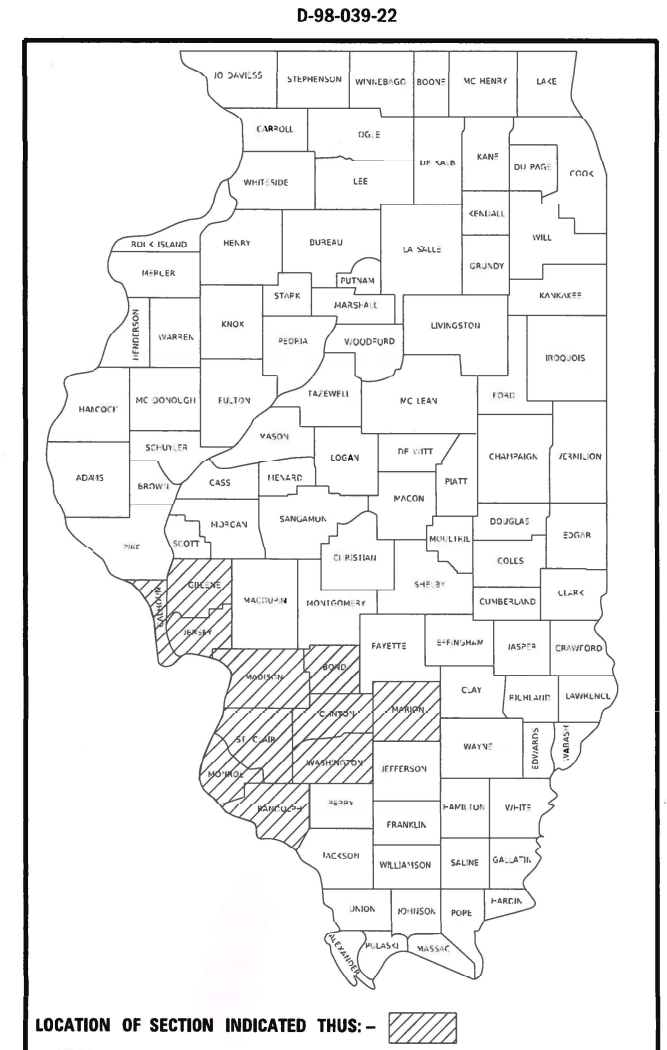 D-98-039-22
JO DAVIESS STEPHENSON WINNEBAGO BOONE MC HENRY LAKE
CARROLL OGLE DE KALB KANE DU PAGE COOK
WHITESIDE LEE
KENDALL
ROCK ISLAND HENRY BUREAU LA SALLE WILL
MERCER PUTNAM GRUNDY
STARK MARSHALL KANKAKEE
HENDERSON WARREN KNOX PEORIA WOODFORD LIVINGSTON
IROQUOIS
HANCOCK MC DONOUGH FULTON TAZEWELL MC LEAN FORD
MASON
SCHUYLER LOGAN DE WITT CHAMPAIGN VERMILION
ADAMS BROWN CASS MENARD PIATT
MACON
MORGAN SANGAMON DOUGLAS
PIKE SCOTT CHRISTIAN MOULTRIE EDGAR
COLES
CALHOUN GREENE MACOUPIN MONTGOMERY SHELBY CUMBERLAND CLARK
JERSEY
FAYETTE EFFINGHAM JASPER CRAWFORD
MADISON BOND
CLAY RICHLAND LAWRENCE
CLINTON MARION
ST. CLAIR WAYNE EDWARDS WABASH
WASHINGTON JEFFERSON
MONROE
RANDOLPH PERRY HAMILTON WHITE
FRANKLIN
JACKSON WILLIAMSON SALINE GALLATIN
UNION JOHNSON POPE HARDIN
ALEXANDER PULASKI MASSAC
LOCATION OF SECTION INDICATED THUS: –